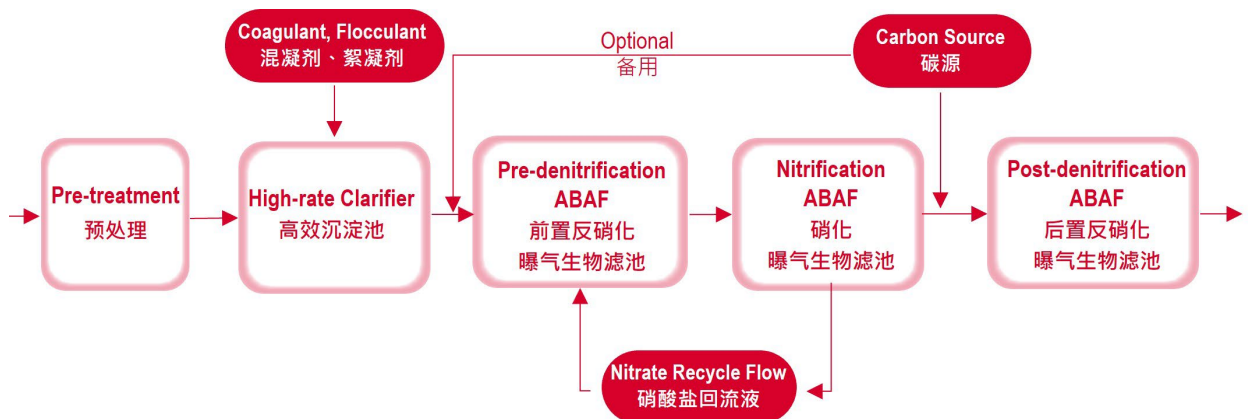 Coagulant, Flocculant
混凝剂、絮凝剂
Optional
备用
Carbon Source
碳源
Pre-treatment
预处理
High-rate Clarifier
高效沉淀池
Pre-denitrification
ABAF
前置反硝化
曝气生物滤池
Nitrification
ABAF
硝化
曝气生物滤池
Post-denitrification
ABAF
后置反硝化
曝气生物滤池
Nitrate Recycle Flow
硝酸盐回流液